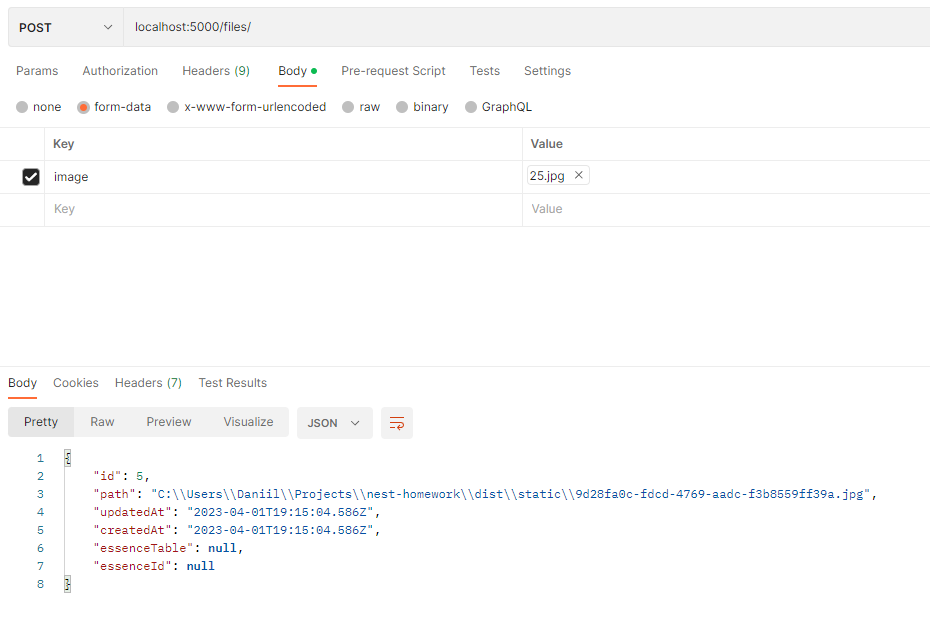 POST localhost:5000/files/
Params Authorization Headers (9) Body Pre-request Script Tests Settings
none form-data x-www-form-urlencoded raw binary GraphQL
Key Value
image 25.jpg
Key Value
Body Cookies Headers (7) Test Results
Pretty Raw Preview Visualize JSON
1 {
2 "id": 5,
3 "path": "C:\\Users\\Daniil\\Projects\\nest-homework\\dist\\static\\9d28fa0c-fdcd-4769-aadc-f3b8559ff39a.jpg",
4 "updatedAt": "2023-04-01T19:15:04.586Z",
5 "createdAt": "2023-04-01T19:15:04.586Z",
6 "essenceTable": null,
7 "essenceId": null
8 }